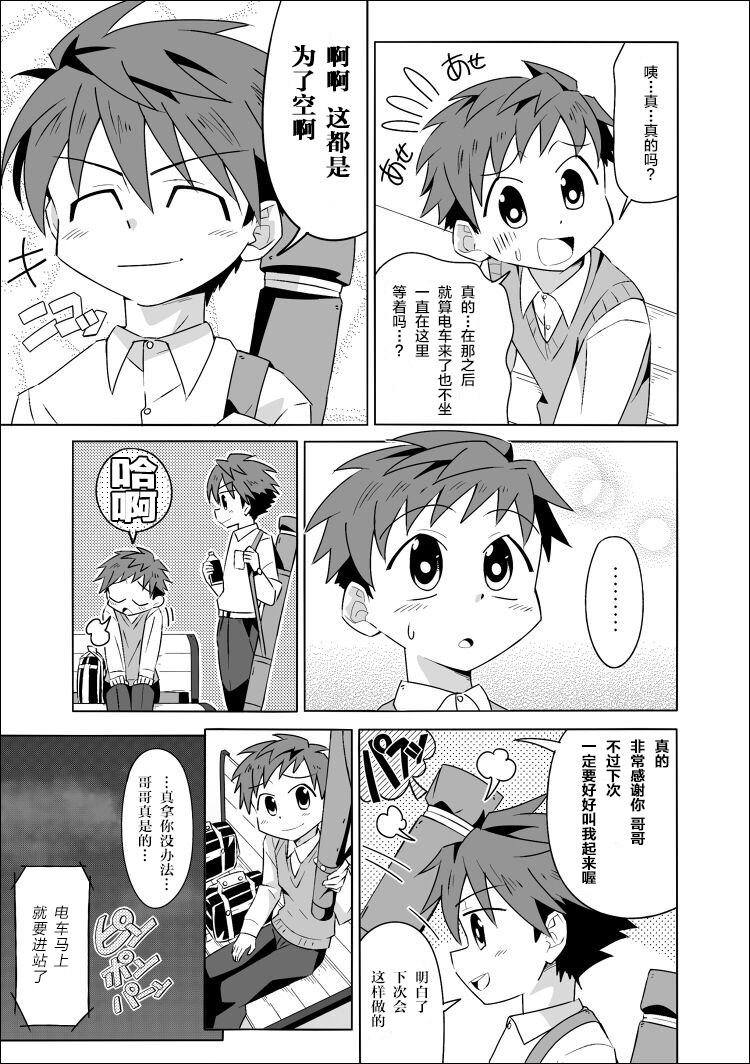 咦…真…真的吗？
あせ
あせ
真的…在那之后
就算电车来了也不坐
一直在这里
等着吗…？
啊啊 这都是
为了空啊
ニコッ
………
哈
啊
真的
非常感谢你 哥哥
不过下次
一定要好好叫我起来喔
パアッ
明白了
下次会
这样做的
…真拿你没办法…
哥哥真是的…
ピン
ポン
パーン
电车马上
就要进站了